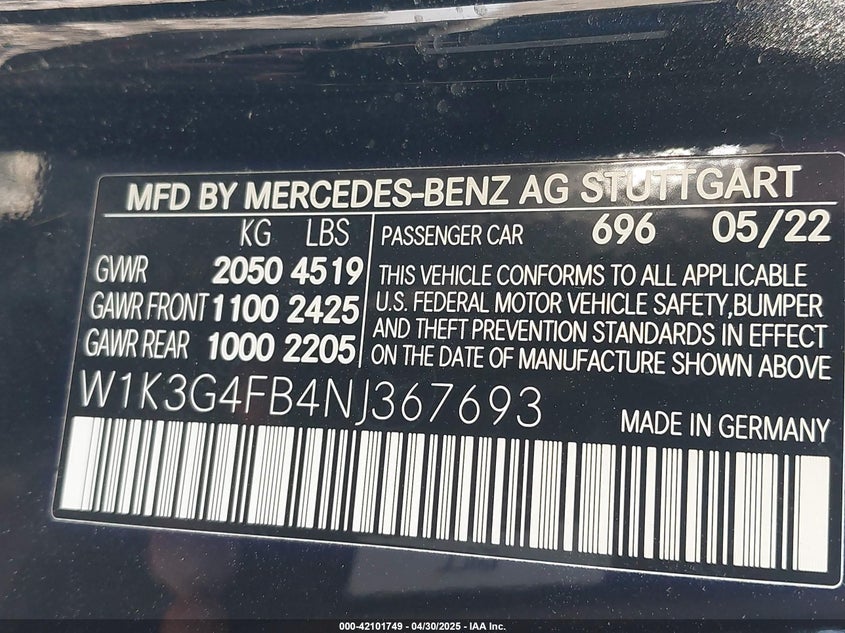 MFD BY MERCEDES-BENZ AG STUTTGART
KG LBS
GVWR 2050 4519
GAWR FRONT 1100 2425
GAWR REAR 1000 2205
PASSENGER CAR 696 05/22
THIS VEHICLE CONFORMS TO ALL APPLICABLE
U.S. FEDERAL MOTOR VEHICLE SAFETY,BUMPER
AND THEFT PREVENTION STANDARDS IN EFFECT
ON THE DATE OF MANUFACTURE SHOWN ABOVE
W1K3G4FB4NJ367693
MADE IN GERMANY
000-42101749 - 04/30/2025 - IAA Inc.